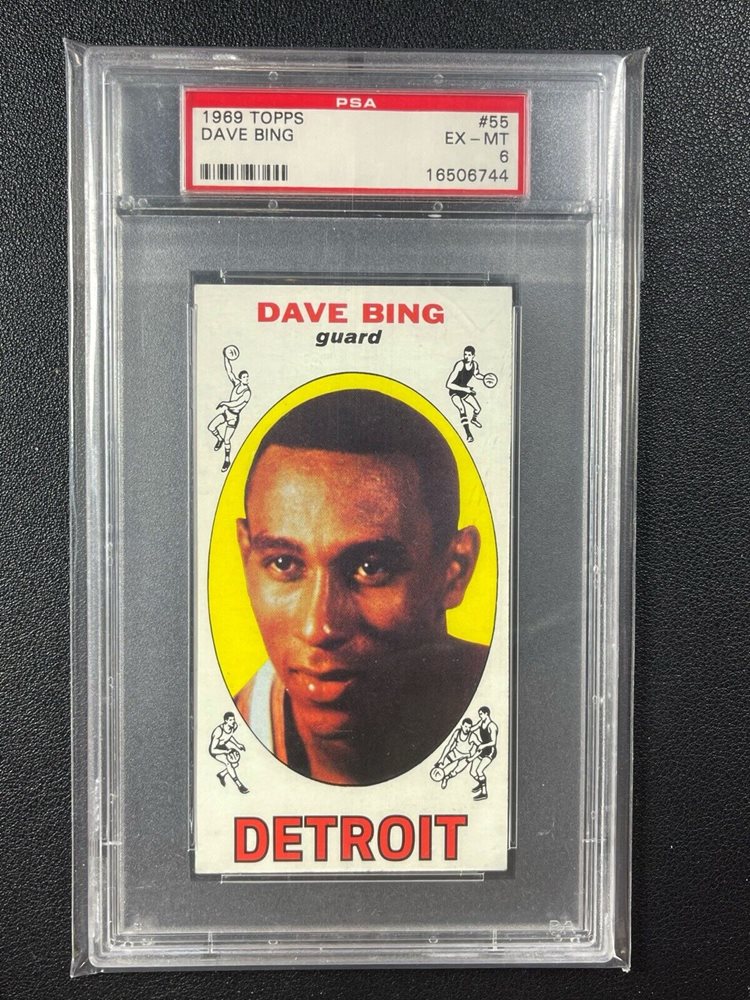 PSA
1969 TOPPS #55
DAVE BING EX-MT
6
16506744
DAVE BING
guard
DETROIT